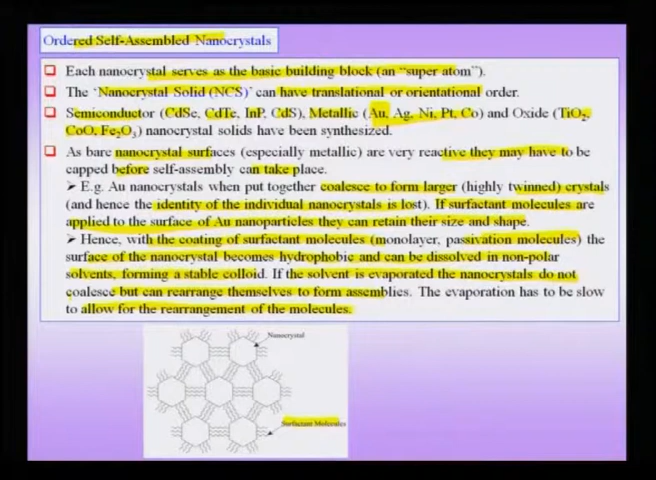 Ordered Self-Assembled Nanocrystals
Each nanocrystal serves as the basic building block (an “super atom”).
The ‘Nanocrystal Solid (NCS)’ can have translational or orientational order.
Semiconductor (CdSe, CdTe, InP, CdS), Metallic (Au, Ag, Ni, Pt, Co) and Oxide (TiO2,
CoO, Fe2O3) nanocrystal solids have been synthesized.
As bare nanocrystal surfaces (especially metallic) are very reactive they may have to be
capped before self-assembly can take place.
➤ E.g. Au nanocrystals when put together coalesce to form larger (highly twinned) crystals
(and hence the identity of the individual nanocrystals is lost). If surfactant molecules are
applied to the surface of Au nanoparticles they can retain their size and shape.
➤ Hence, with the coating of surfactant molecules (monolayer, passivation molecules) the
surface of the nanocrystal becomes hydrophobic and can be dissolved in non-polar
solvents, forming a stable colloid. If the solvent is evaporated the nanocrystals do not
coalesce but can rearrange themselves to form assemblies. The evaporation has to be slow
to allow for the rearrangement of the molecules.
Nanocrystal
Surfactant Molecules